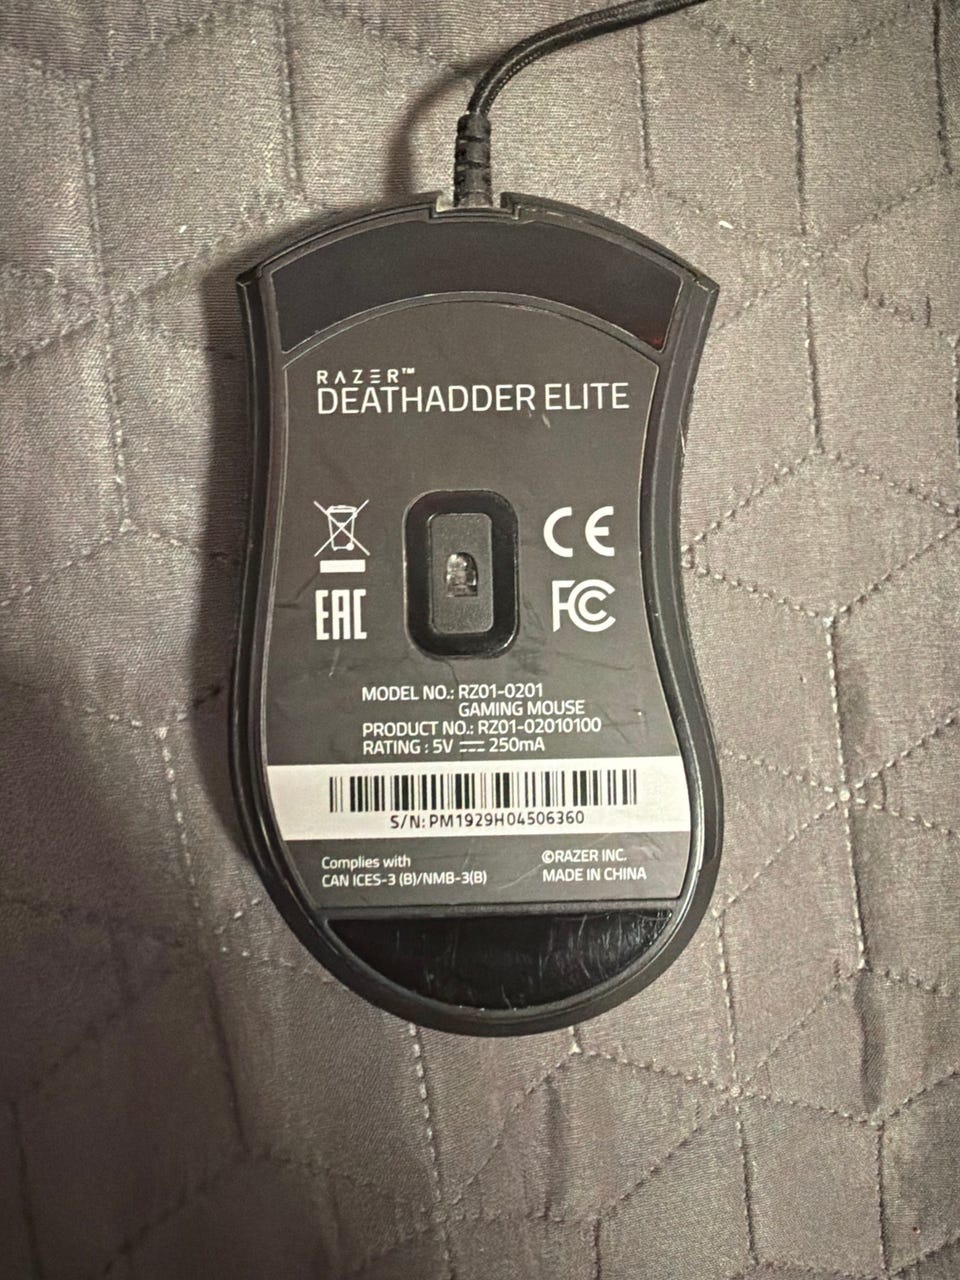 RAZER™
DEATHADDER ELITE
CE
EAC
FC
MODEL NO.: RZ01-0201
GAMING MOUSE
PRODUCT NO.: RZ01-02010100
RATING : 5V ⎓ 250mA
S/N: PM1929H04506360
Complies with
CAN ICES-3 (B)/NMB-3(B)
©RAZER INC.
MADE IN CHINA